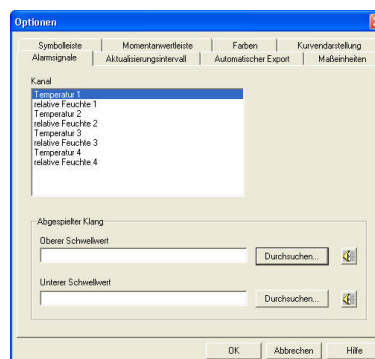 Optionen
Symbolleiste Momentanwertleiste Farben Kurvendarstellung
Alarmsignale Aktualisierungsintervall Automatischer Export Maßeinheiten
Kanal
Temperatur 1
relative Feuchte 1
Temperatur 2
relative Feuchte 2
Temperatur 3
relative Feuchte 3
Temperatur 4
relative Feuchte 4
Abgespielter Klang
Oberer Schwellwert
Durchsuchen...
Unterer Schwellwert
Durchsuchen...
OK Abbrechen Hilfe